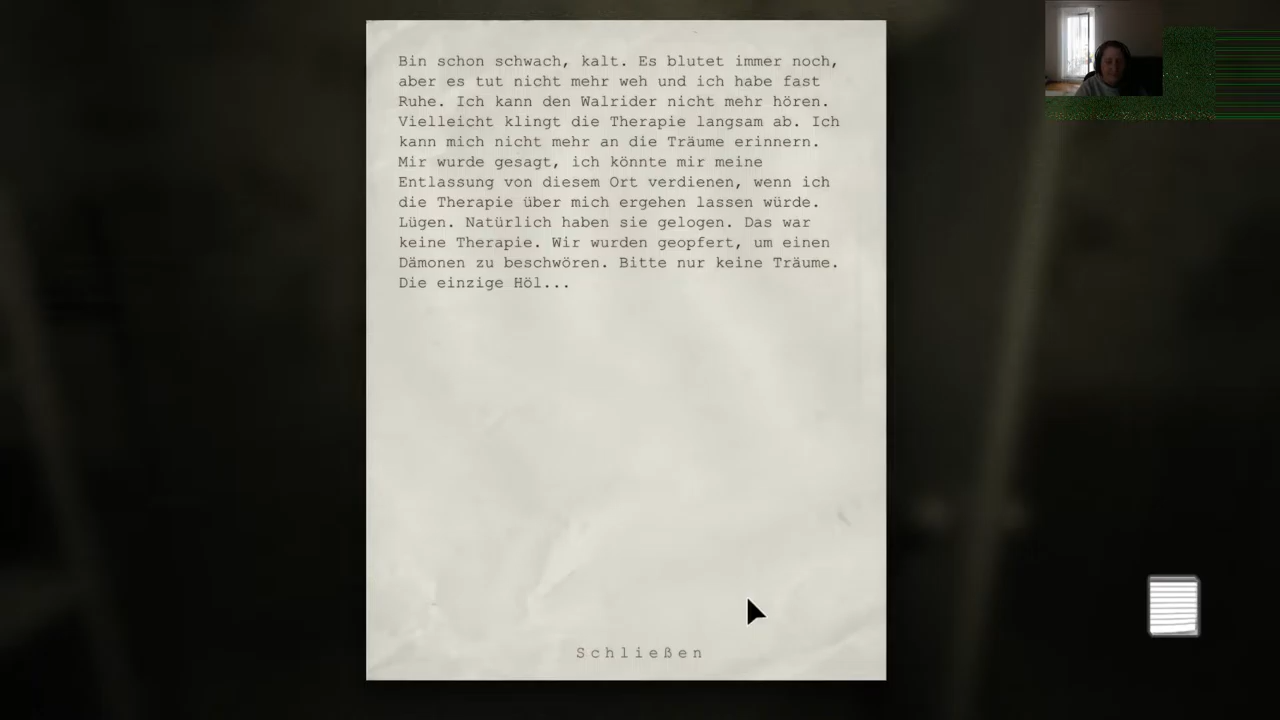 Bin schon schwach, kalt. Es blutet immer noch,
aber es tut nicht mehr weh und ich habe fast
Ruhe. Ich kann den Walrider nicht mehr hören.
Vielleicht klingt die Therapie langsam ab. Ich
kann mich nicht mehr an die Träume erinnern.
Mir wurde gesagt, ich könnte mir meine
Entlassung von diesem Ort verdienen, wenn ich
die Therapie über mich ergehen lassen würde.
Lügen. Natürlich haben sie gelogen. Das war
keine Therapie. Wir wurden geopfert, um einen
Dämonen zu beschwören. Bitte nur keine Träume.
Die einzige Höl...
Schließen